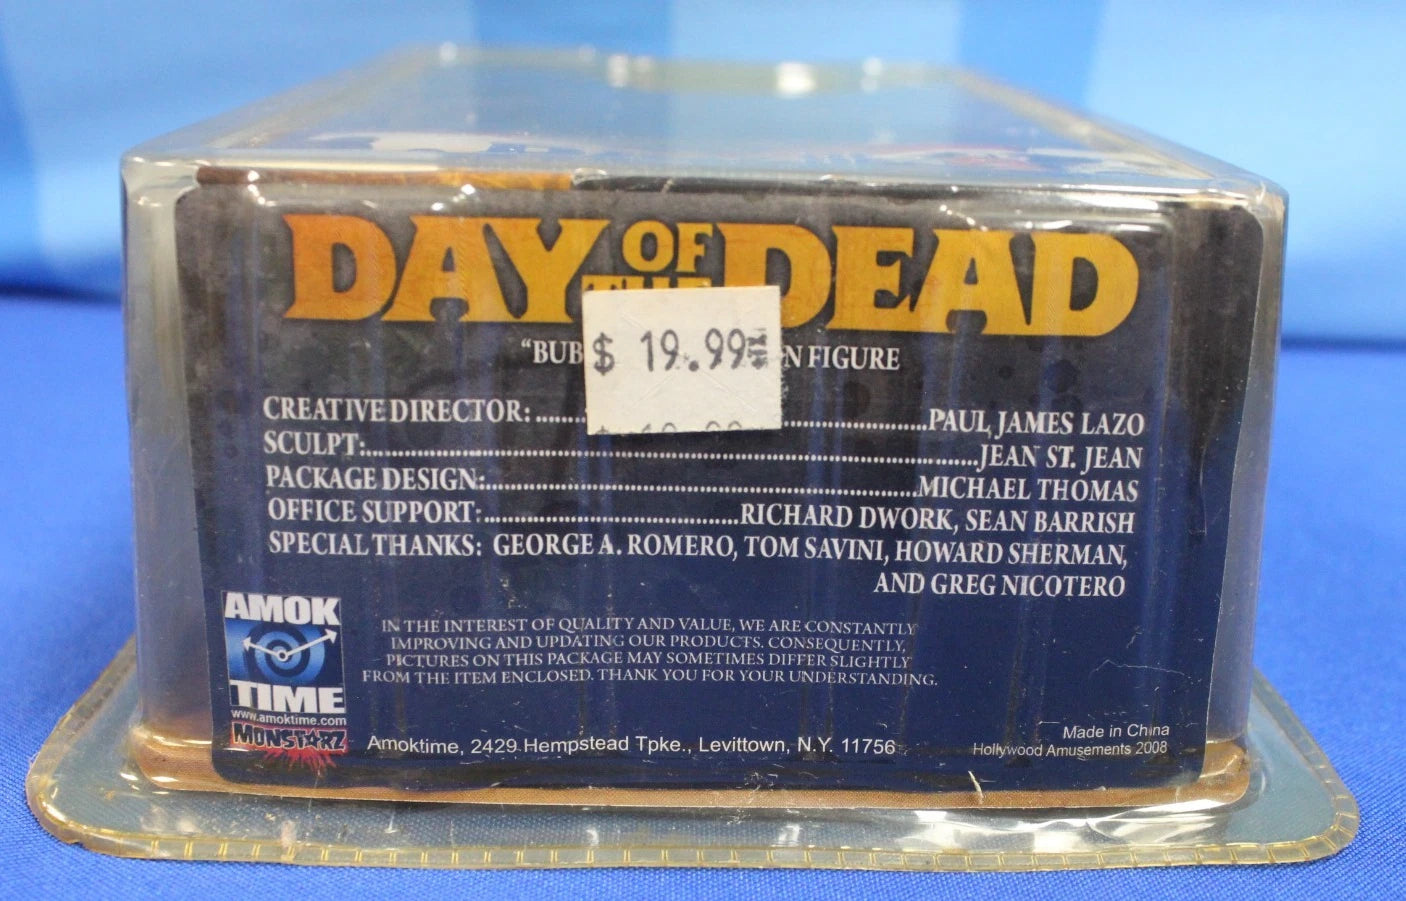 DAY OF THE DEAD
"BUB N FIGURE
$ 19.99
CREATIVE DIRECTOR:..............PAUL JAMES LAZO
SCULPT:..............JEAN ST. JEAN
PACKAGE DESIGN:..............MICHAEL THOMAS
OFFICE SUPPORT:..............RICHARD DWORK, SEAN BARRISH
SPECIAL THANKS: GEORGE A. ROMERO, TOM SAVINI, HOWARD SHERMAN,
AND GREG NICOTERO
AMOK
TIME
www.amoktime.com
MONSTARZ
IN THE INTEREST OF QUALITY AND VALUE, WE ARE CONSTANTLY
IMPROVING AND UPDATING OUR PRODUCTS. CONSEQUENTLY,
PICTURES ON THIS PACKAGE MAY SOMETIMES DIFFER SLIGHTLY
FROM THE ITEM ENCLOSED. THANK YOU FOR YOUR UNDERSTANDING.
Amoktime, 2429 Hempstead Tpke., Levittown, N.Y. 11756
Made in China
Hollywood Amusements 2008